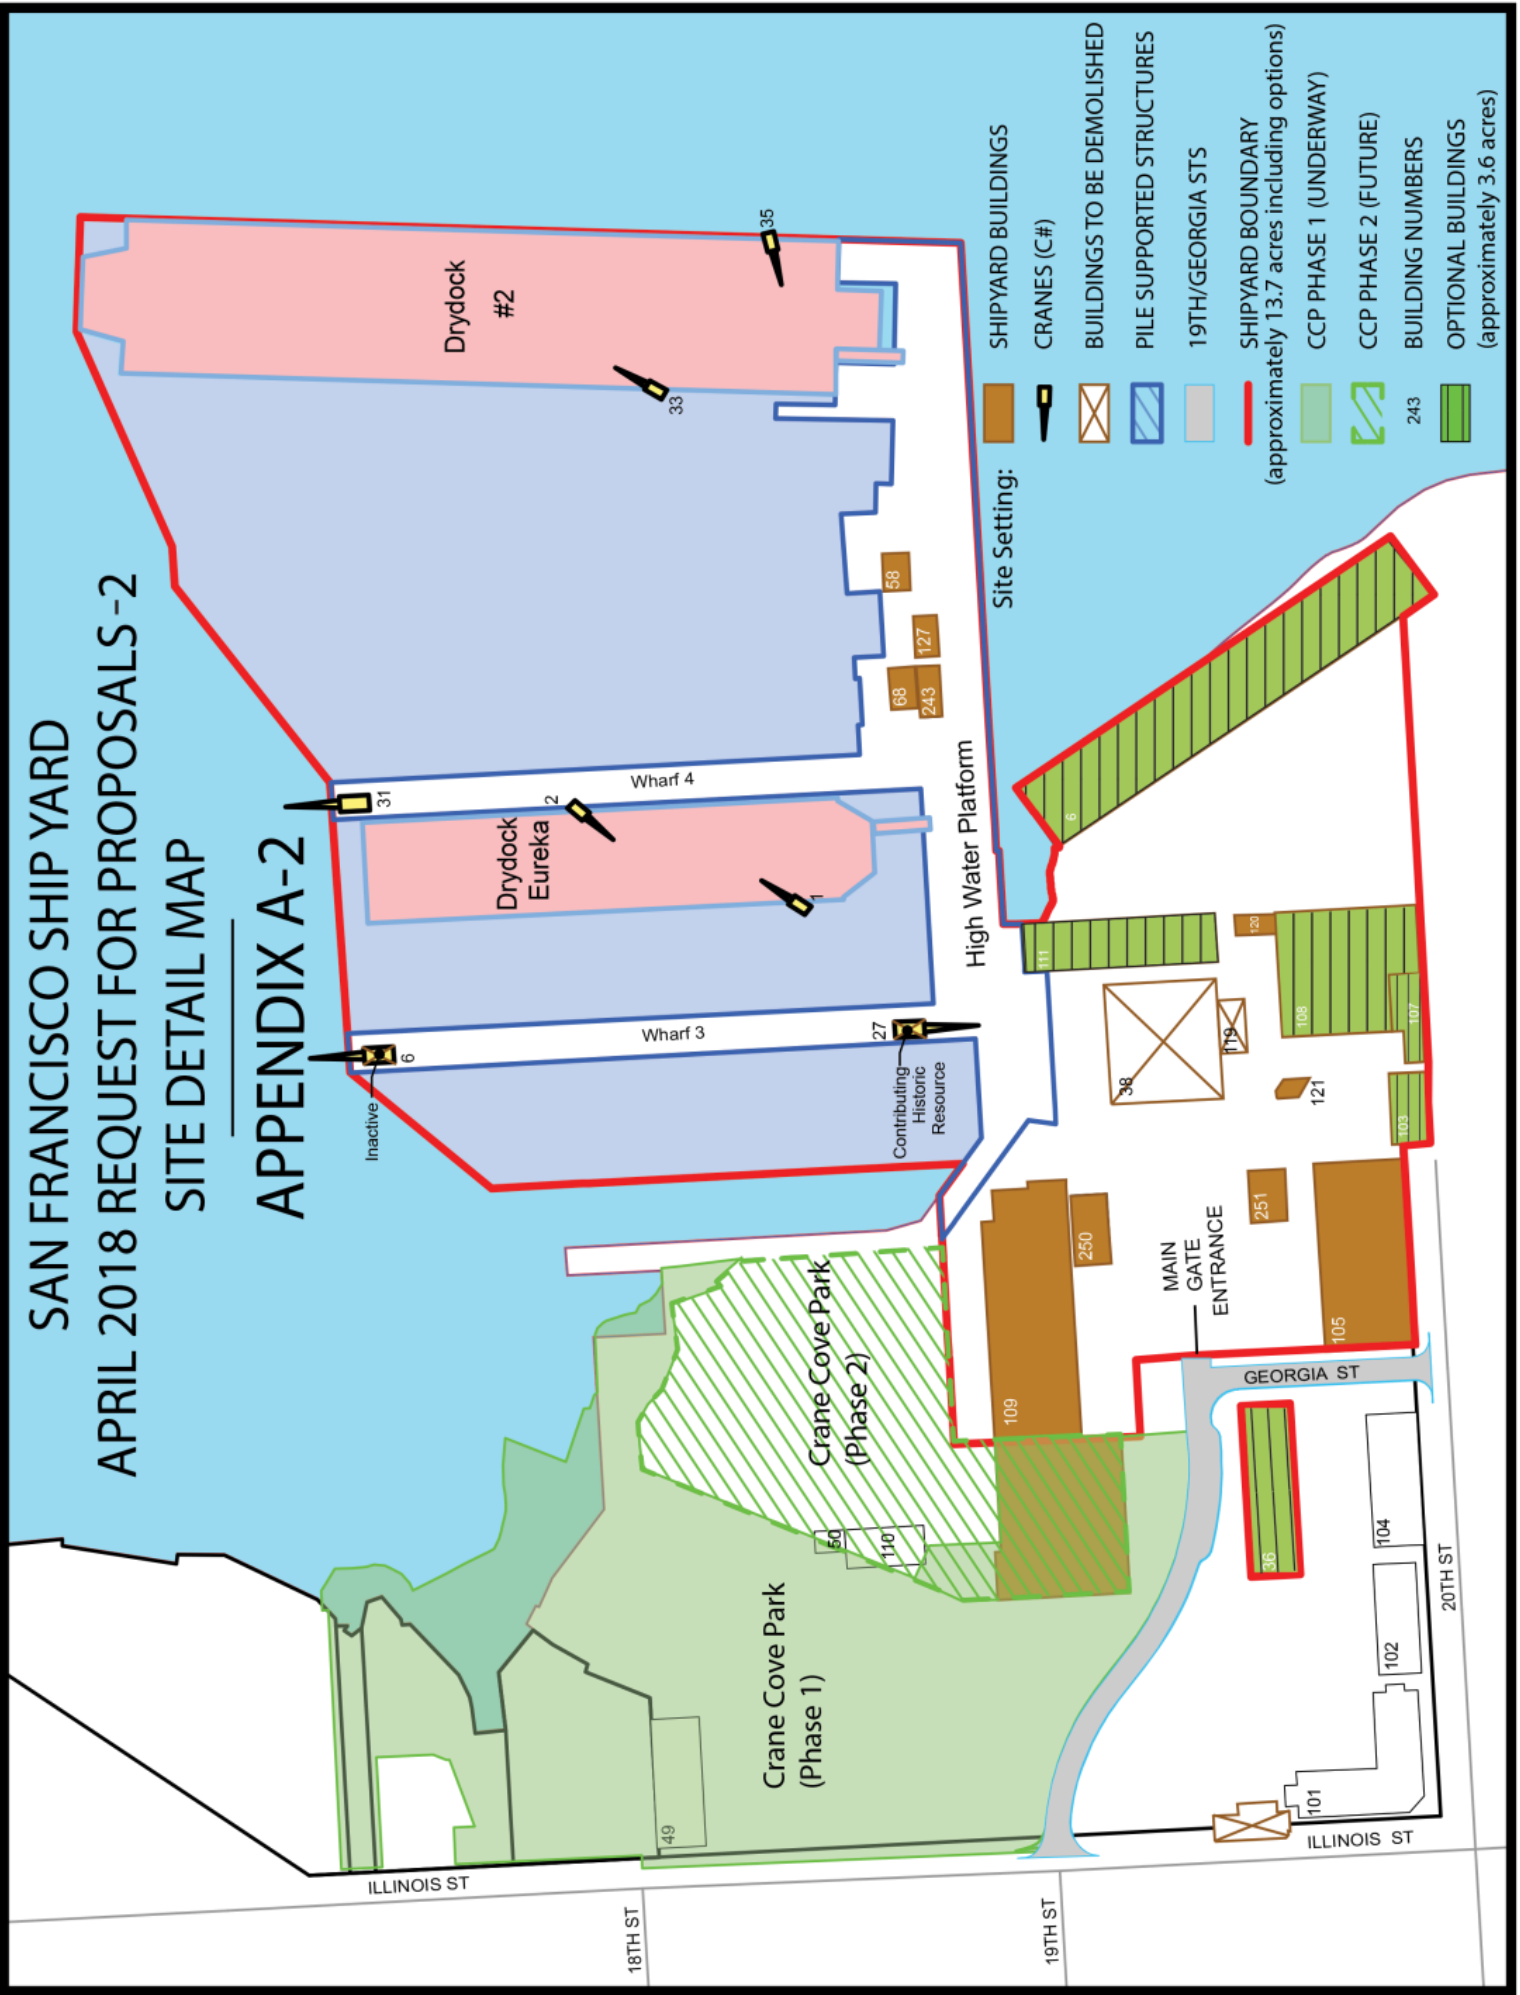 SAN FRANCISCO SHIP YARD
APRIL 2018 REQUEST FOR PROPOSALS -2
SITE DETAIL MAP
APPENDIX A-2
Drydock
#2
35
33
31
2
Wharf 4
Drydock
Eureka
1
Wharf 3
6
Inactive
27
Contributing
Historic
Resource
High Water Platform
58
127
68
243
Site Setting:
SHIPYARD BUILDINGS
CRANES (C#)
BUILDINGS TO BE DEMOLISHED
PILE SUPPORTED STRUCTURES
19TH/GEORGIA STS
SHIPYARD BOUNDARY
(approximately 13.7 acres including options)
CCP PHASE 1 (UNDERWAY)
CCP PHASE 2 (FUTURE)
243
BUILDING NUMBERS
OPTIONAL BUILDINGS
(approximately 3.6 acres)
6
111
120
108
107
103
38
119
121
109
250
251
105
MAIN
GATE
ENTRANCE
GEORGIA ST
36
104
102
101
20TH ST
Crane Cove Park
(Phase 2)
50
110
Crane Cove Park
(Phase 1)
49
ILLINOIS ST
ILLINOIS ST
18TH ST
19TH ST